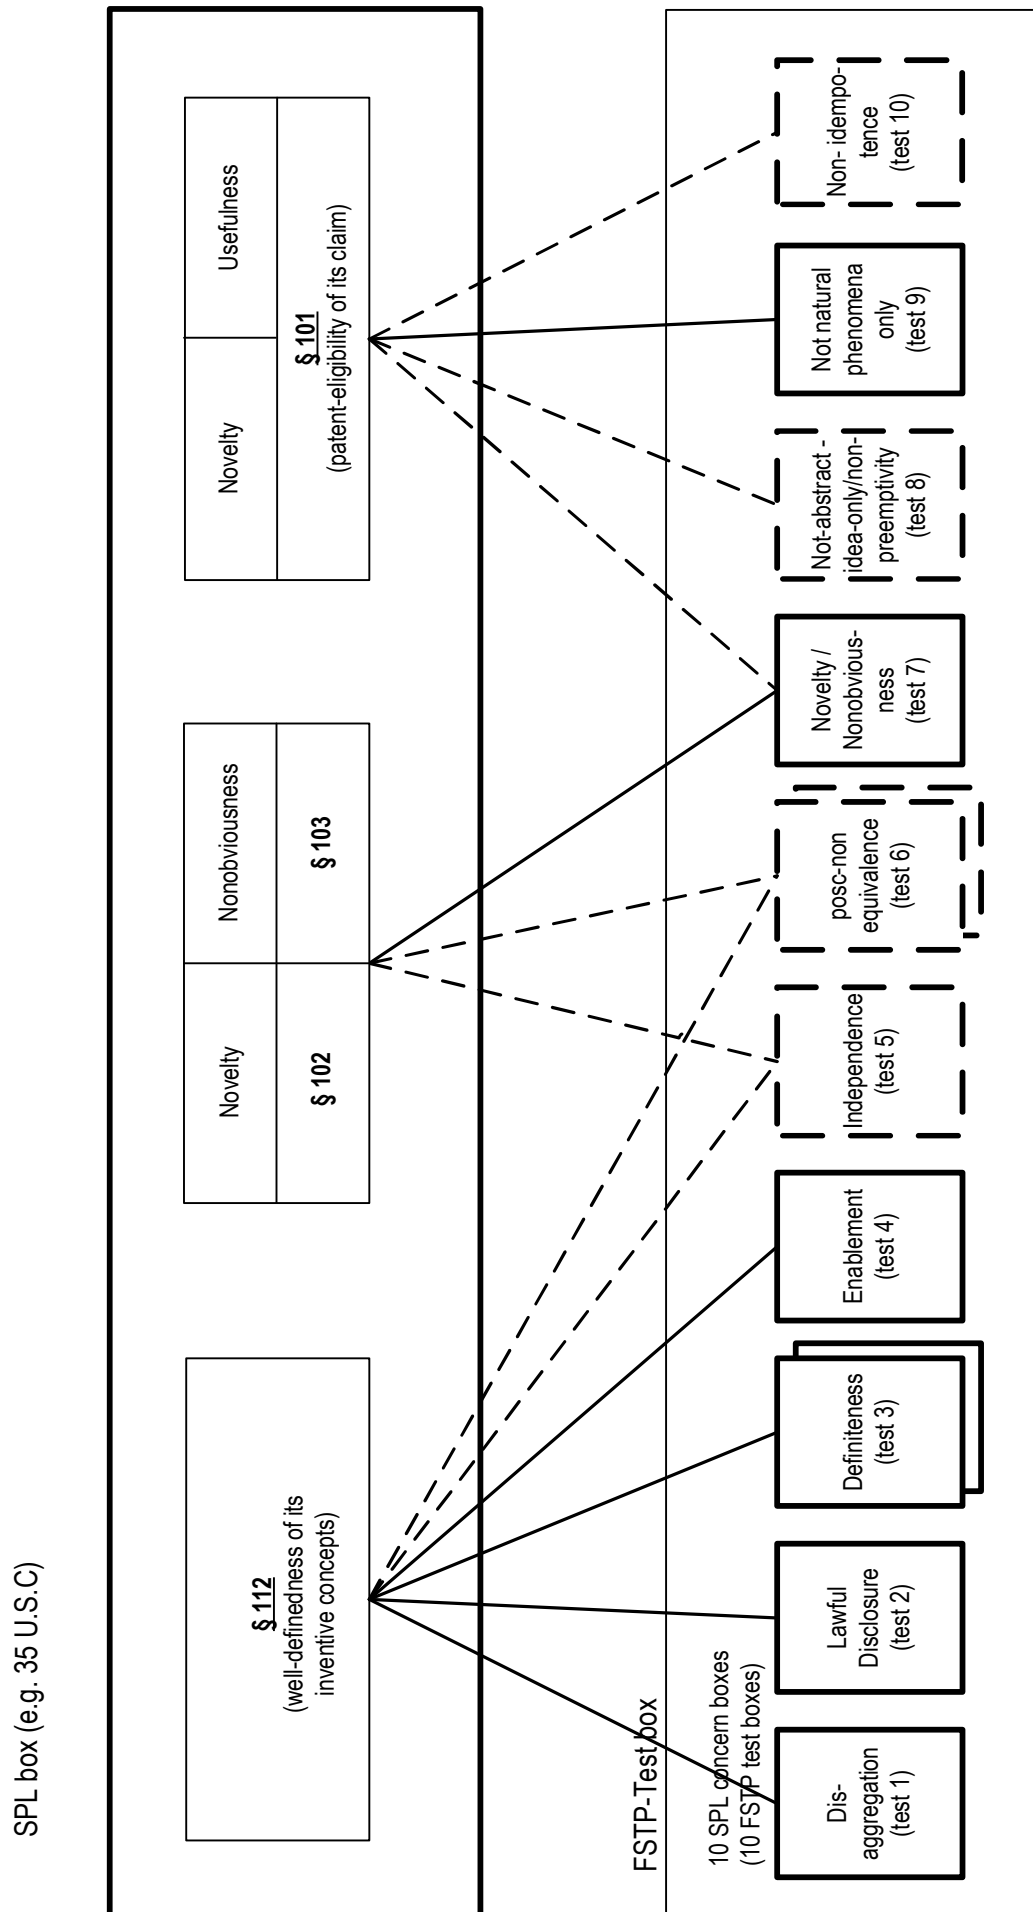 SPL box (e.g. 35 U.S.C)
§ 112
(well-definedness of its
inventive concepts)
Novelty
Nonobviousness
§ 102
§ 103
Novelty
Usefulness
§ 101
(patent-eligibility of its claim)
FSTP-Test box
10 SPL concern boxes
(10 FSTP test boxes)
Dis-
aggregation
(test 1)
Lawful
Disclosure
(test 2)
Definiteness
(test 3)
Enablement
(test 4)
Independence
(test 5)
posc-non
equivalence
(test 6)
Novelty /
Nonobvious-
ness
(test 7)
Not-abstract -
idea-only/non-
preemptivity
(test 8)
Not natural
phenomena
only
(test 9)
Non- idempo-
tence
(test 10)